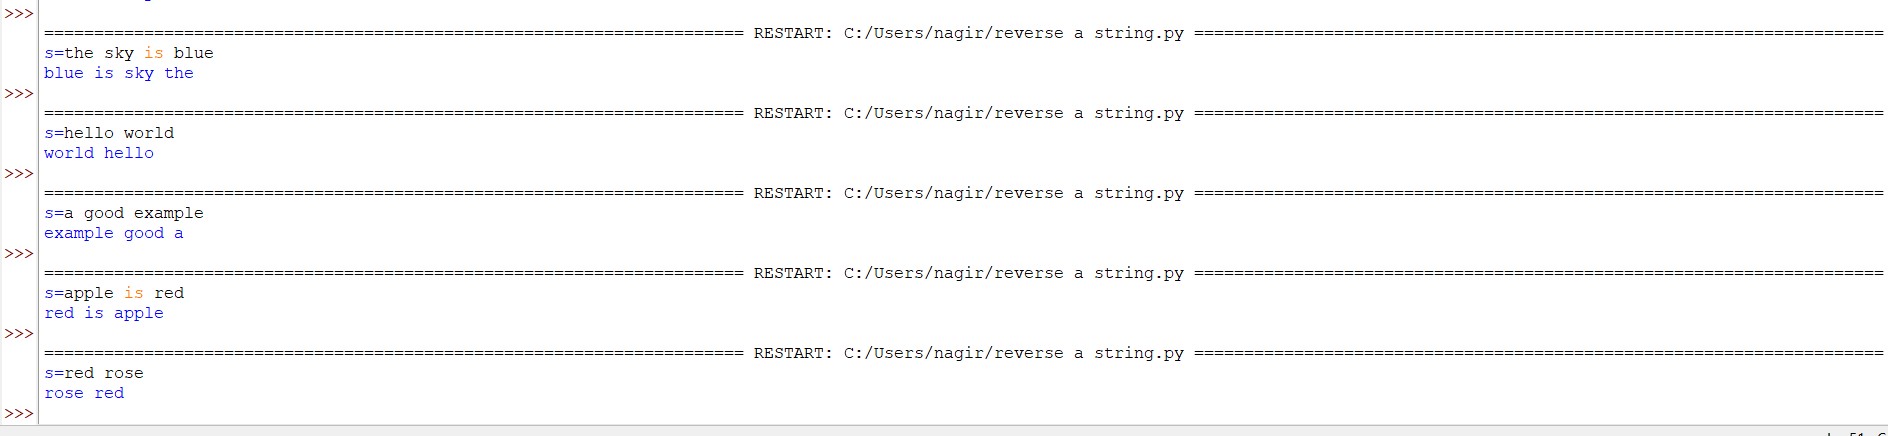 >>>
====================================================================== RESTART: C:/Users/nagir/reverse a string.py =====================================================================
s=the sky is blue
blue is sky the
>>>
====================================================================== RESTART: C:/Users/nagir/reverse a string.py =====================================================================
s=hello world
world hello
>>>
====================================================================== RESTART: C:/Users/nagir/reverse a string.py =====================================================================
s=a good example
example good a
>>>
====================================================================== RESTART: C:/Users/nagir/reverse a string.py =====================================================================
s=apple is red
red is apple
>>>
====================================================================== RESTART: C:/Users/nagir/reverse a string.py =====================================================================
s=red rose
rose red
>>>